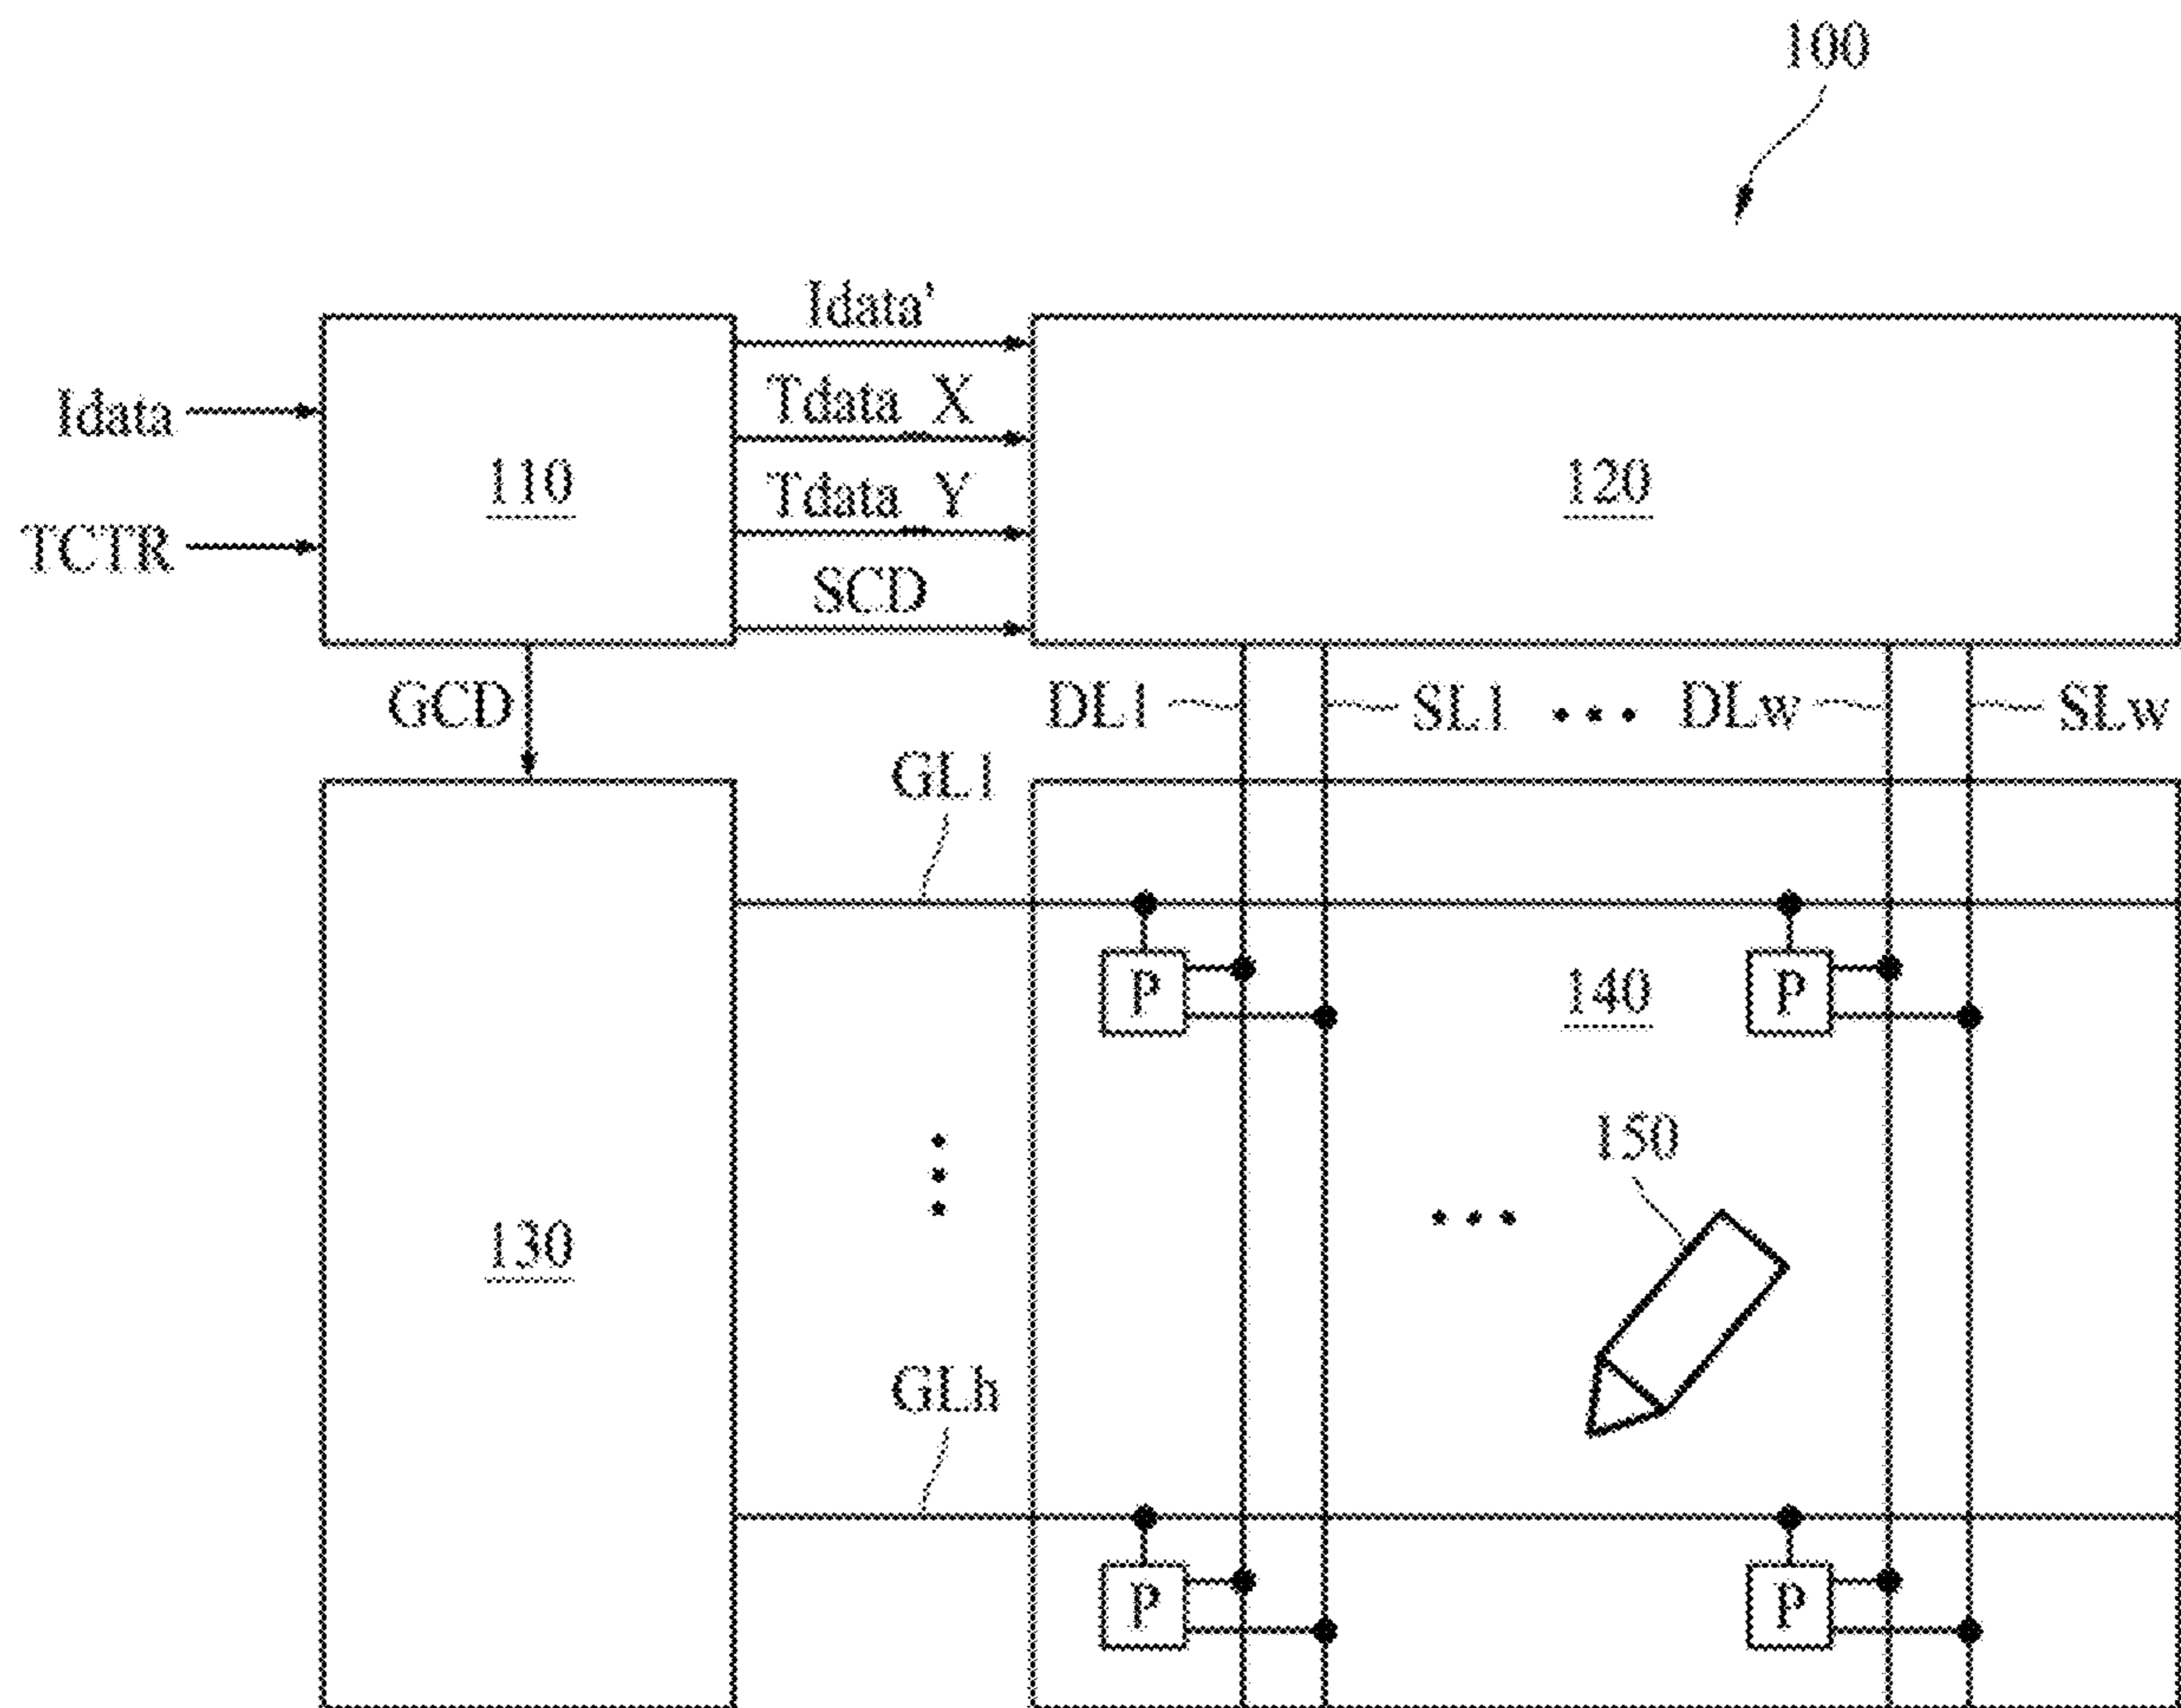 100
Idata'
Idata
Tdata_X
110
Tdata_Y
120
TCTR
SCD
GCD
DL1
SL1
DLw
SLw
GL1
P
P
140
150
130
GLh
P
P